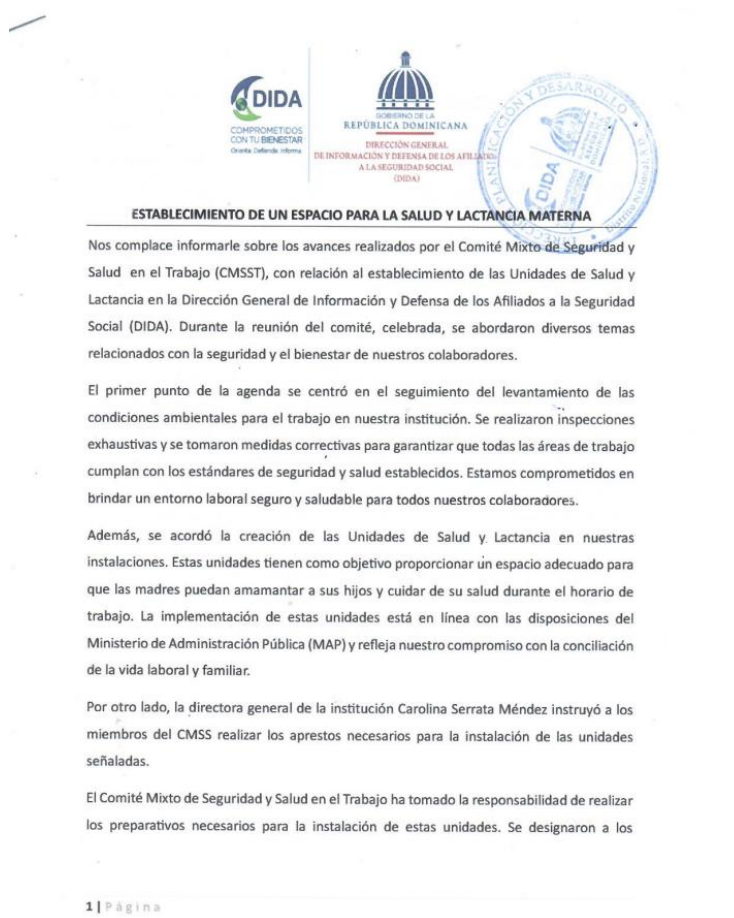 DIDA
COMPROMETIDOS
CON TU BIENESTAR
Orienta Defiende Informa
GOBIERNO DE LA
REPÚBLICA DOMINICANA
DIRECCIÓN GENERAL
DE INFORMACIÓN Y DEFENSA DE LOS AFILIADOS
A LA SEGURIDAD SOCIAL
(DIDA)
PLANIFICACIÓN Y DESARROLLO
DIDA
Distrito Nacional, R.D.
ESTABLECIMIENTO DE UN ESPACIO PARA LA SALUD Y LACTANCIA MATERNA
Nos complace informarle sobre los avances realizados por el Comité Mixto de Seguridad y
Salud en el Trabajo (CMSST), con relación al establecimiento de las Unidades de Salud y
Lactancia en la Dirección General de Información y Defensa de los Afiliados a la Seguridad
Social (DIDA). Durante la reunión del comité, celebrada, se abordaron diversos temas
relacionados con la seguridad y el bienestar de nuestros colaboradores.
El primer punto de la agenda se centró en el seguimiento del levantamiento de las
condiciones ambientales para el trabajo en nuestra institución. Se realizaron inspecciones
exhaustivas y se tomaron medidas correctivas para garantizar que todas las áreas de trabajo
cumplan con los estándares de seguridad y salud establecidos. Estamos comprometidos en
brindar un entorno laboral seguro y saludable para todos nuestros colaboradores.
Además, se acordó la creación de las Unidades de Salud y Lactancia en nuestras
instalaciones. Estas unidades tienen como objetivo proporcionar un espacio adecuado para
que las madres puedan amamantar a sus hijos y cuidar de su salud durante el horario de
trabajo. La implementación de estas unidades está en línea con las disposiciones del
Ministerio de Administración Pública (MAP) y refleja nuestro compromiso con la conciliación
de la vida laboral y familiar.
Por otro lado, la directora general de la institución Carolina Serrata Méndez instruyó a los
miembros del CMSS realizar los aprestos necesarios para la instalación de las unidades
señaladas.
El Comité Mixto de Seguridad y Salud en el Trabajo ha tomado la responsabilidad de realizar
los preparativos necesarios para la instalación de estas unidades. Se designaron a los
1 | Página